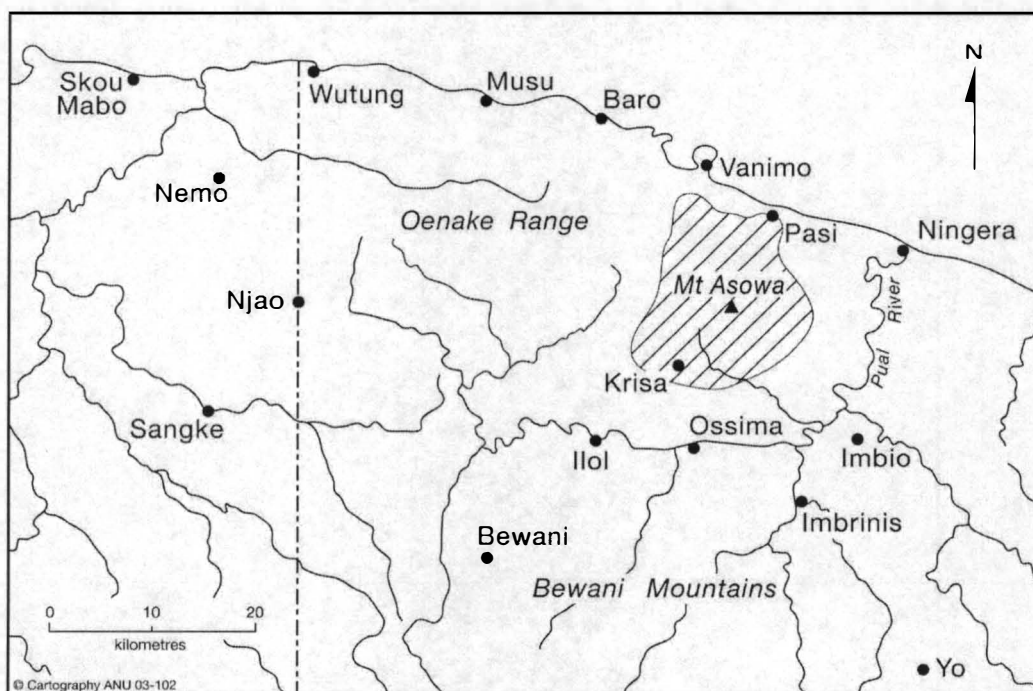 N
Skou
Mabo
Wutung
Musu
Baro
Vanimo
Nemo
Oenake Range
Pasi
Ningera
Njao
Mt Asowa
Pual River
Krisa
Sangke
Ossima
Ilol
Imbio
Imbrinis
Bewani
Bewani Mountains
0 10 20
kilometres
Yo
© Cartography ANU 03-102